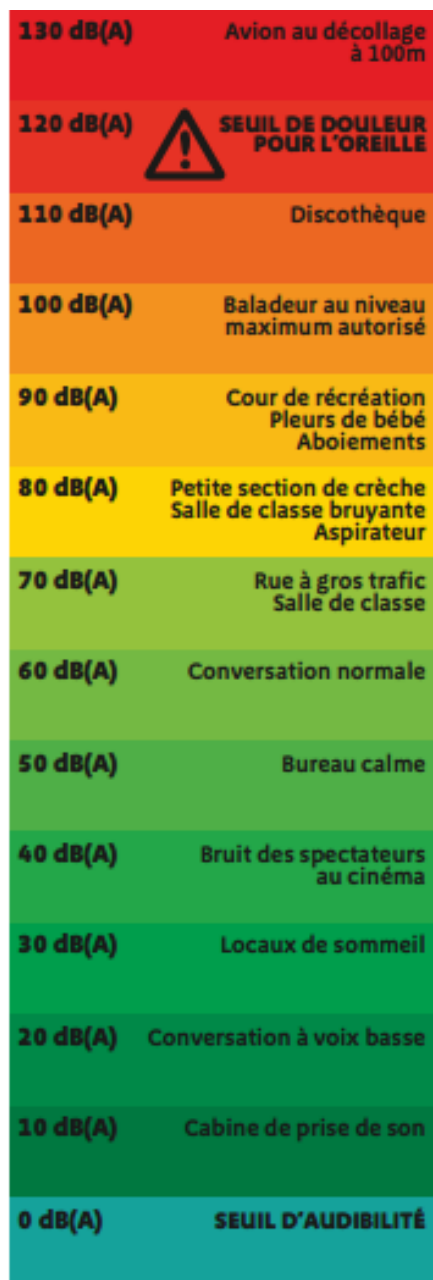 130 dB(A) Avion au décollage
à 100m
120 dB(A) SEUIL DE DOULEUR
POUR L'OREILLE
110 dB(A) Discothèque
100 dB(A) Baladeur au niveau
maximum autorisé
90 dB(A) Cour de récréation
Pleurs de bébé
Aboiements
80 dB(A) Petite section de crèche
Salle de classe bruyante
Aspirateur
70 dB(A) Rue à gros trafic
Salle de classe
60 dB(A) Conversation normale
50 dB(A) Bureau calme
40 dB(A) Bruit des spectateurs
au cinéma
30 dB(A) Locaux de sommeil
20 dB(A) Conversation à voix basse
10 dB(A) Cabine de prise de son
0 dB(A) SEUIL D'AUDIBILITÉ